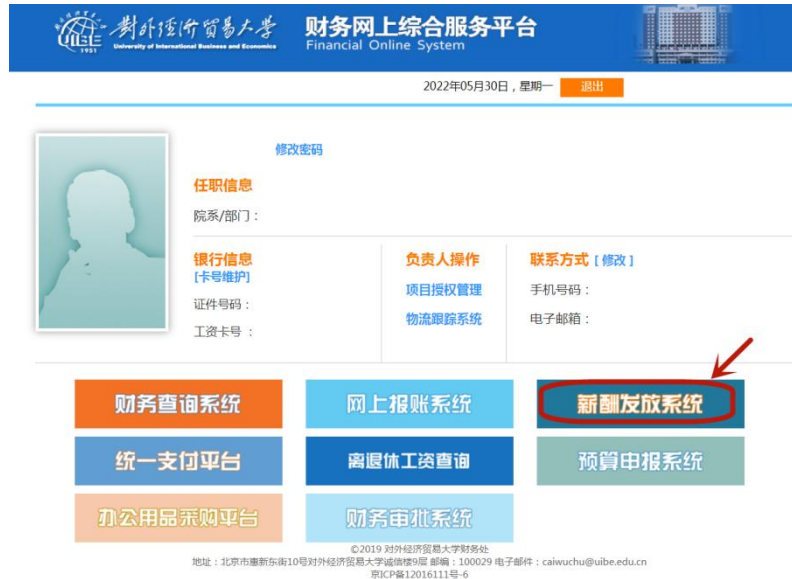 UIBE
1951
對外经济貿易大学
University of International Business and Economics
财务网上综合服务平台
Financial Online System
2022年05月30日，星期一
退出
修改密码
任职信息
院系/部门：
银行信息
[卡号维护]
证件号码：
工资卡号 ：
负责人操作
项目授权管理
物流跟踪系统
联系方式 [ 修改 ]
手机号码：
电子邮箱：
财务查询系统
网上报账系统
薪酬发放系统
统一支付平台
离退休工资查询
预算申报系统
办公用品采购平台
财务审批系统
©2019 对外经济贸易大学财务处
地址：北京市惠新东街10号对外经济贸易大学诚信楼9层 邮编：100029 电子邮件：caiwuchu@uibe.edu.cn
京ICP备12016111号-6